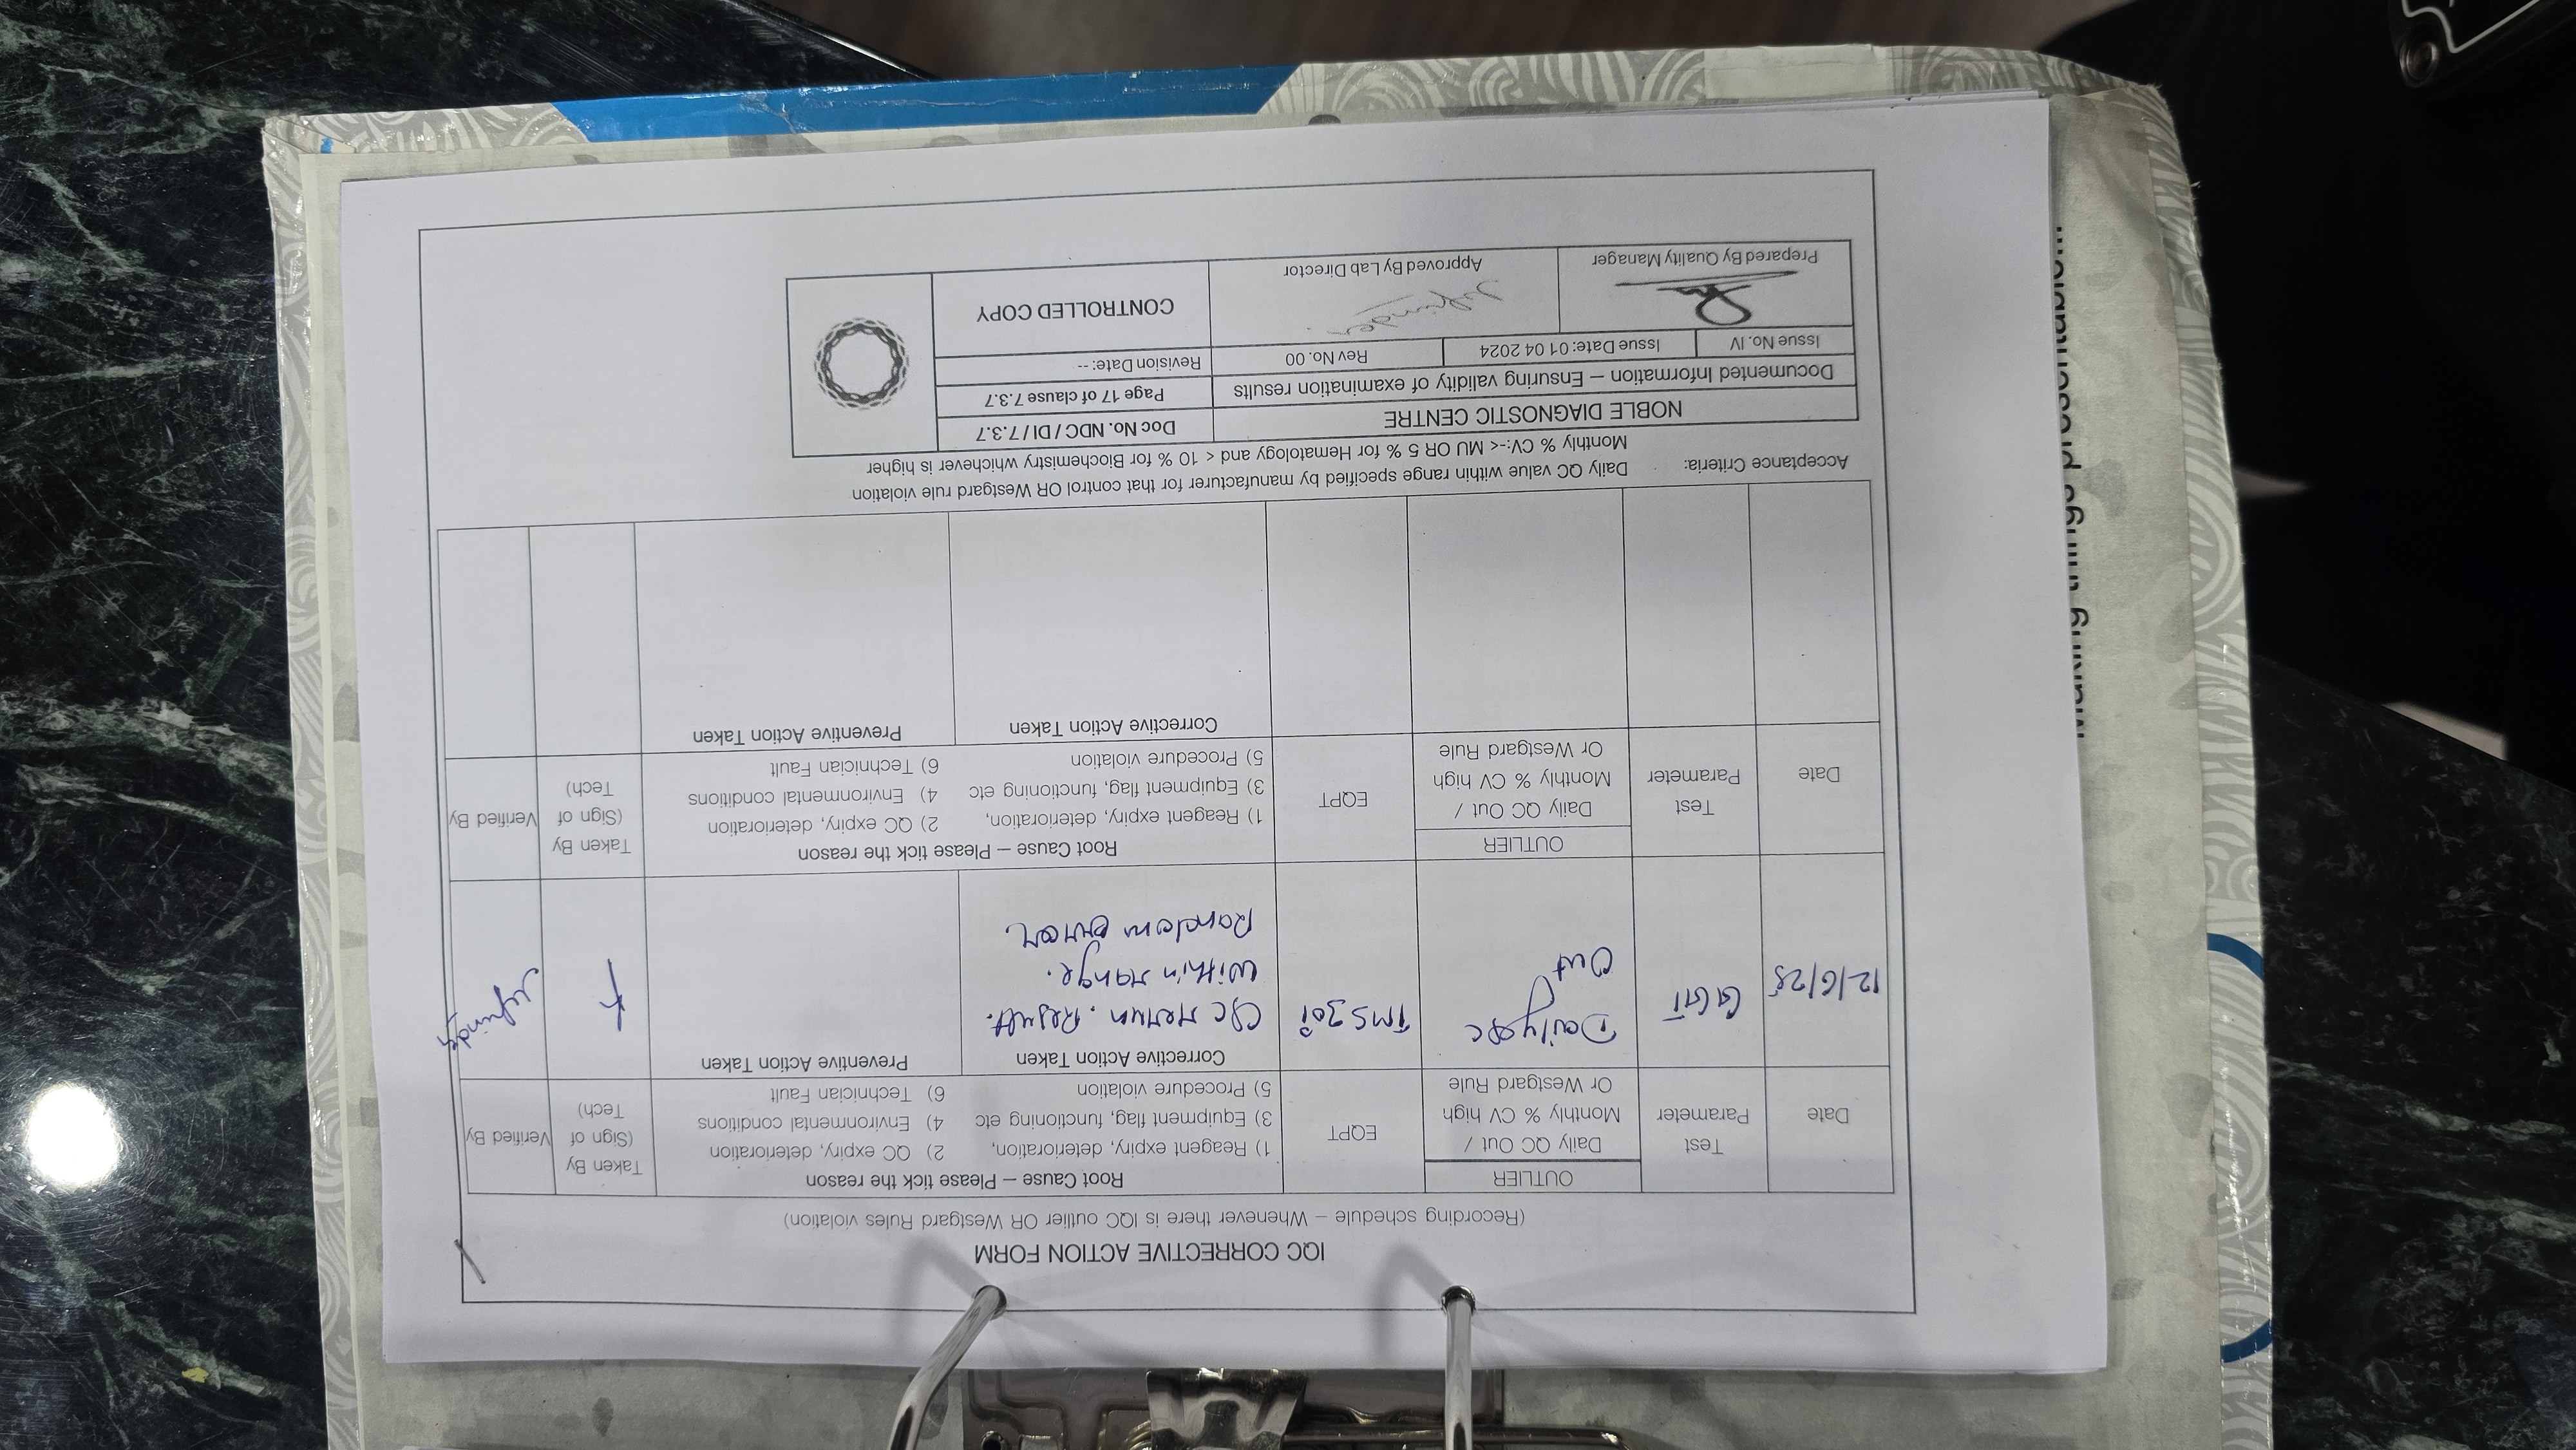 IQC CORRECTIVE ACTION FORM
(Recording schedule – Whenever there is IQC outlier OR Westgard Rules violation)
Date
Test
Parameter
OUTLIER
Daily QC Out /
Monthly % CV high
Or Westgard Rule
EQPT
Root Cause – Please tick the reason
1) Reagent expiry, deterioration, 2) QC expiry, deterioration
3) Equipment flag, functioning etc 4) Environmental conditions
5) Procedure violation 6) Technician Fault
Taken By
(Sign of
Tech)
Verified By
Corrective Action Taken
Preventive Action Taken
12/6/25
GGT
Daily QC
Out
TMS30i
QC rerun. Result.
Within range.
Random error.
Date
Test
Parameter
OUTLIER
Daily QC Out /
Monthly % CV high
Or Westgard Rule
EQPT
Root Cause – Please tick the reason
1) Reagent expiry, deterioration, 2) QC expiry, deterioration
3) Equipment flag, functioning etc 4) Environmental conditions
5) Procedure violation 6) Technician Fault
Taken By
(Sign of
Tech)
Verified By
Corrective Action Taken
Preventive Action Taken
Acceptance Criteria: Daily QC value within range specified by manufacturer for that control OR Westgard rule violation
Monthly % CV:-< MU OR 5 % for Hematology and < 10 % for Biochemistry whichever is higher
NOBLE DIAGNOSTIC CENTRE
Doc No. NDC / DI / 7.3.7
Documented Information – Ensuring validity of examination results
Page 17 of clause 7.3.7
Issue No. IV
Issue Date: 01 04 2024
Rev No. 00
Revision Date: --
Prepared By Quality Manager
Approved By Lab Director
CONTROLLED COPY
Making things presentable...